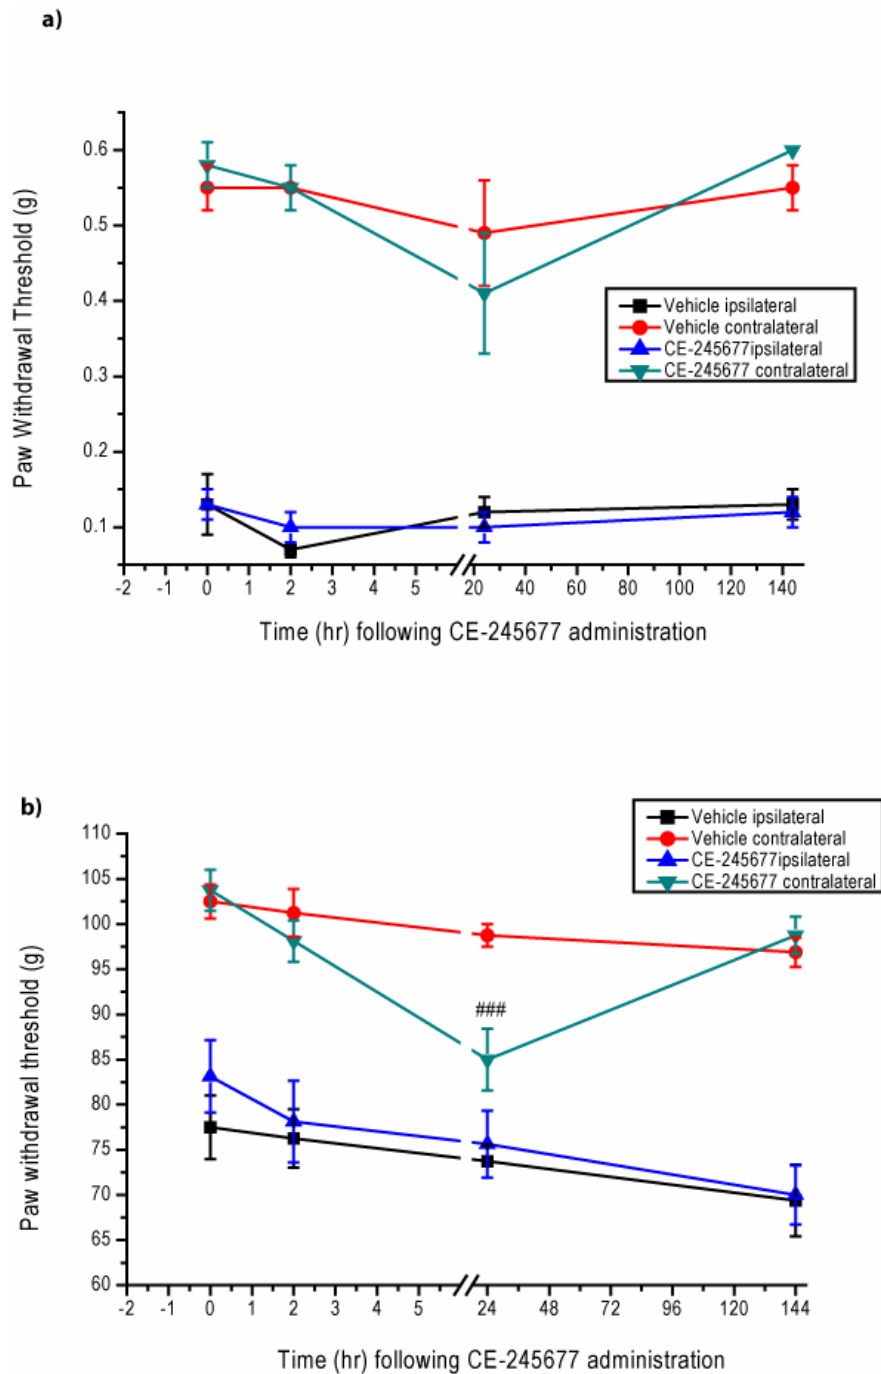 a)
0.6
0.5
0.4
0.3
0.2
0.1
Paw Withdrawal Threshold (g)
Vehicle ipsilateral
Vehicle contralateral
CE-245677ipsilateral
CE-245677 contralateral
-2 -1 0 1 2 3 4 5 20 40 60 80 100 120 140
Time (hr) following CE-245677 administration
b)
Vehicle ipsilateral
Vehicle contralateral
CE-245677ipsilateral
CE-245677 contralateral
110
105
100
95
90
85
80
75
70
65
60
Paw withdrawal threshold (g)
###
-2 -1 0 1 2 3 4 5 24 48 72 96 120 144
Time (hr) following CE-245677 administration